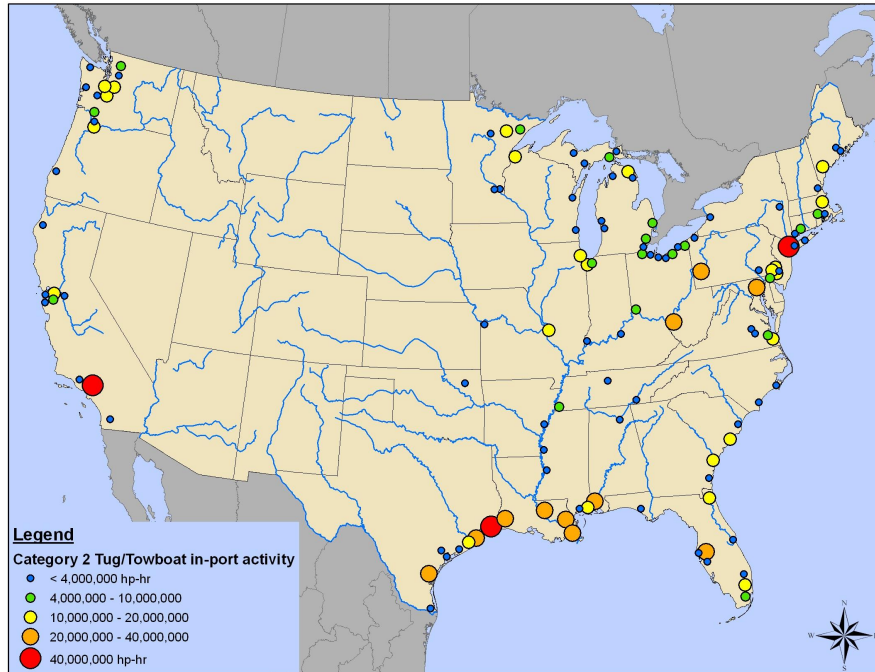 Legend
Category 2 Tug/Towboat in-port activity
< 4,000,000 hp-hr
4,000,000 - 10,000,000
10,000,000 - 20,000,000
20,000,000 - 40,000,000
40,000,000 hp-hr
N
W
E
S